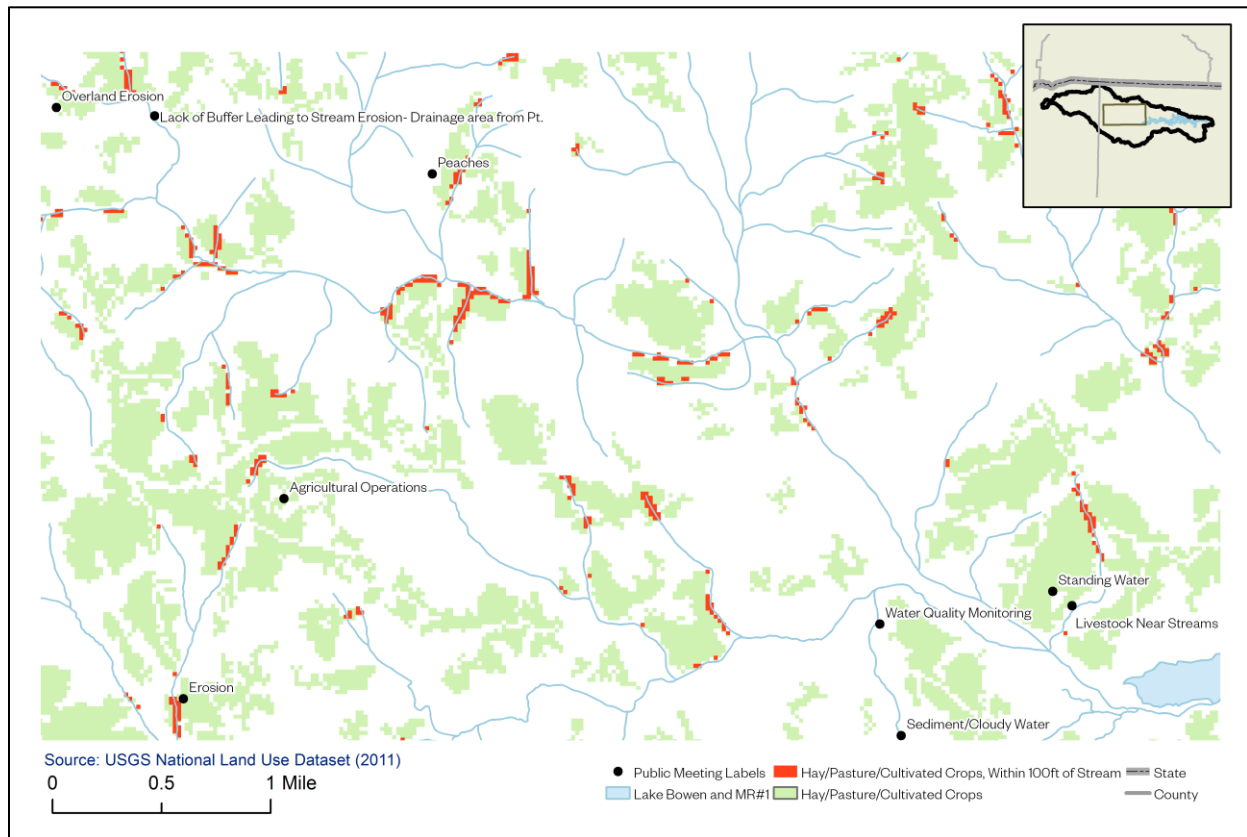 Overland Erosion
Lack of Buffer Leading to Stream Erosion- Drainage area from Pt.
Peaches
Agricultural Operations
Standing Water
Livestock Near Streams
Water Quality Monitoring
Erosion
Sediment/Cloudy Water
Source: USGS National Land Use Dataset (2011)
0 0.5 1 Mile
Public Meeting Labels
Hay/Pasture/Cultivated Crops, Within 100ft of Stream
State
Lake Bowen and MR#1
Hay/Pasture/Cultivated Crops
County